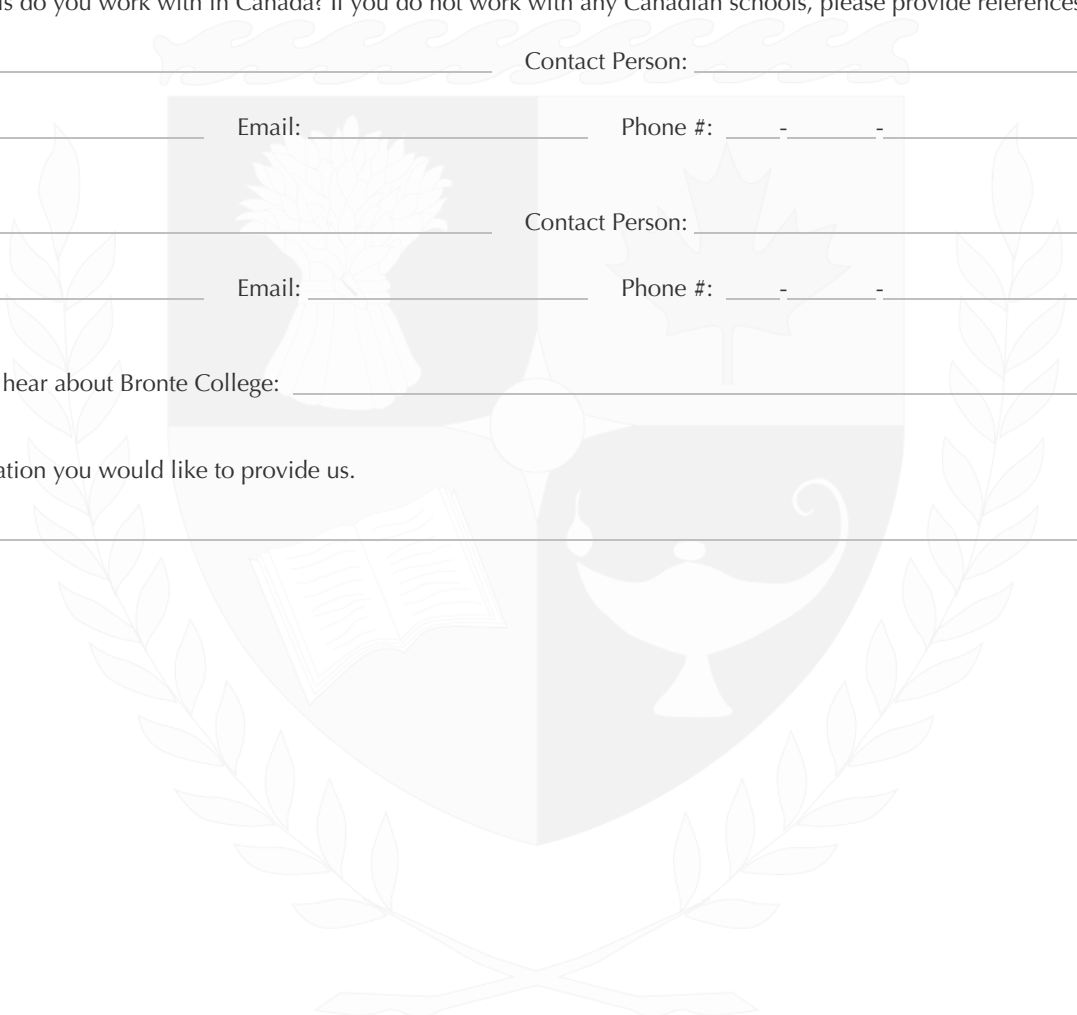 do you work with in Canada? If you do not work with any Canadian schools, please provide references
Contact Person:
Email: Phone #: - -
Contact Person:
Email: Phone #: - -
hear about Bronte College:
you would like to provide us.